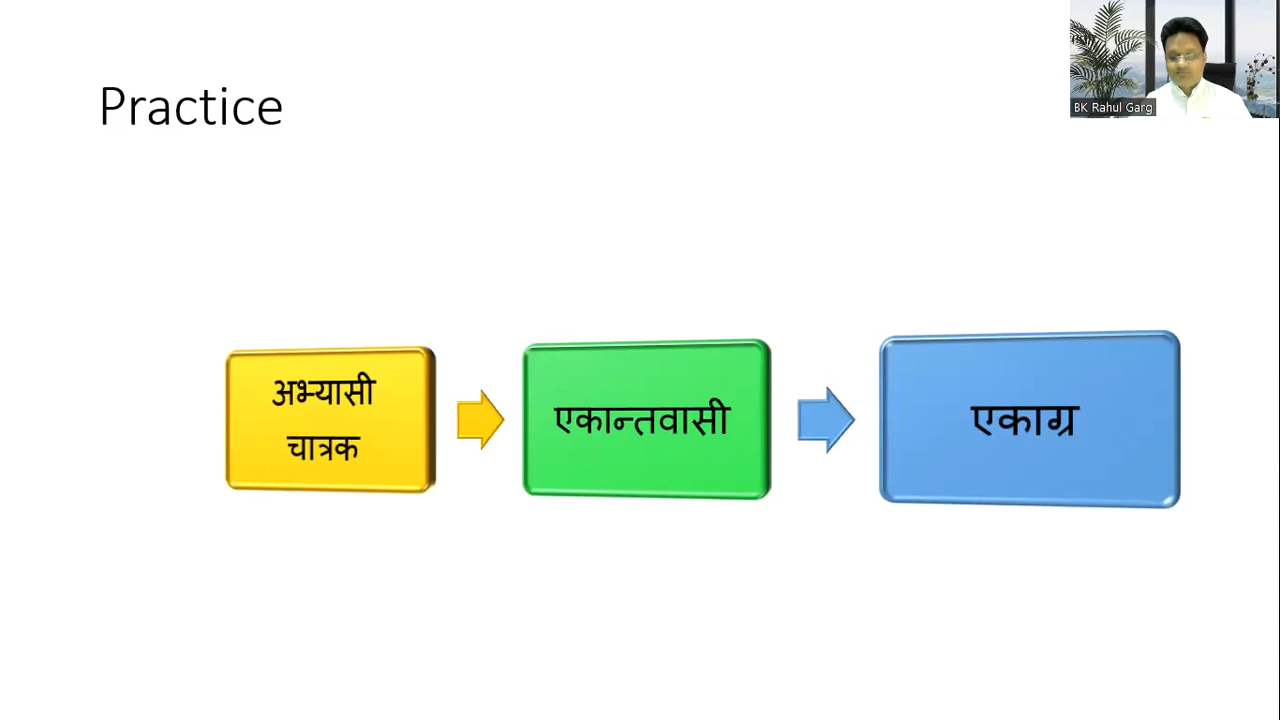 BK Rahul Garg
Practice
अभ्यासी
चात्रक
एकान्तवासी
एकाग्र